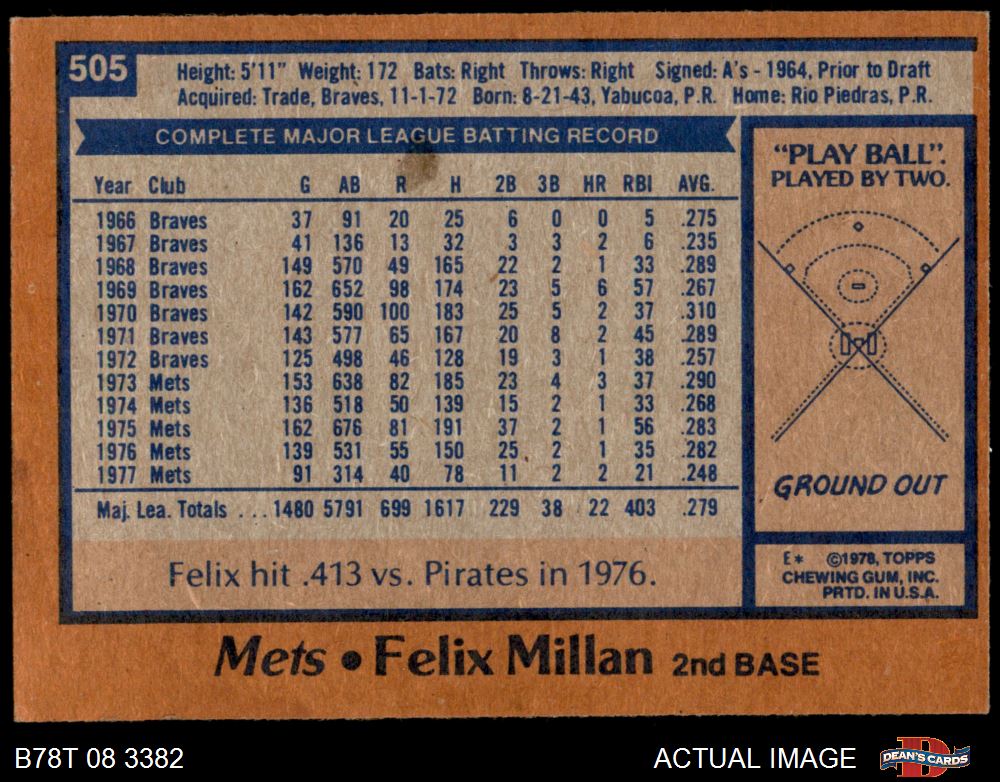 505
Height: 5'11" Weight: 172 Bats: Right Throws: Right Signed: A's - 1964, Prior to Draft
Acquired: Trade, Braves, 11-1-72 Born: 8-21-43, Yabucoa, P.R. Home: Rio Piedras, P.R.
COMPLETE MAJOR LEAGUE BATTING RECORD
Year Club G AB R H 2B 3B HR RBI AVG.
1966 Braves 37 91 20 25 6 0 0 5 .275
1967 Braves 41 136 13 32 3 3 2 6 .235
1968 Braves 149 570 49 165 22 2 1 33 .289
1969 Braves 162 652 98 174 23 5 6 57 .267
1970 Braves 142 590 100 183 25 5 2 37 .310
1971 Braves 143 577 65 167 20 8 2 45 .289
1972 Braves 125 498 46 128 19 3 1 38 .257
1973 Mets 153 638 82 185 23 4 3 37 .290
1974 Mets 136 518 50 139 15 2 1 33 .268
1975 Mets 162 676 81 191 37 2 1 56 .283
1976 Mets 139 531 55 150 25 2 1 35 .282
1977 Mets 91 314 40 78 11 2 2 21 .248
Maj. Lea. Totals ... 1480 5791 699 1617 229 38 22 403 .279
Felix hit .413 vs. Pirates in 1976.
"PLAY BALL".
PLAYED BY TWO.
GROUND OUT
E* ©1978, TOPPS
CHEWING GUM, INC.
PRTD. IN U.S.A.
Mets • Felix Millan 2nd BASE
B78T 08 3382
ACTUAL IMAGE
D
DEAN'S CARDS